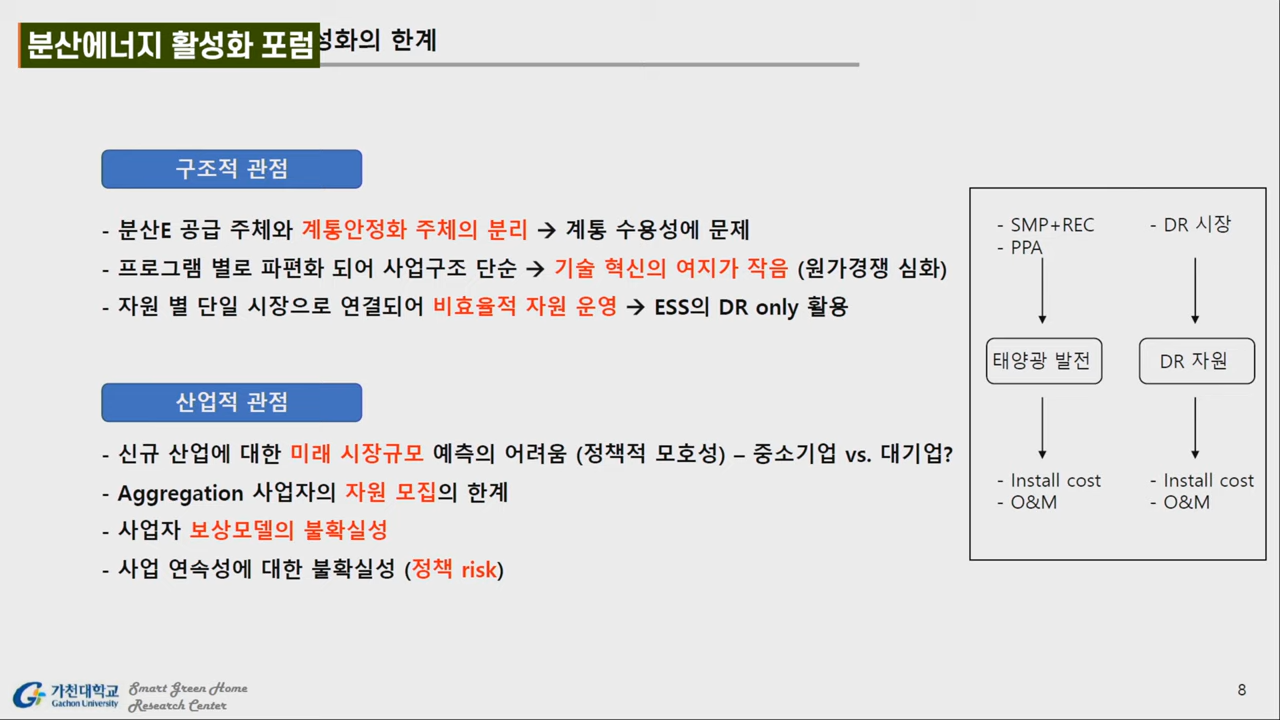 분산에너지 활성화 포럼
성화의 한계
구조적 관점
- 분산E 공급 주체와 계통안정화 주체의 분리 → 계통 수용성에 문제
- 프로그램 별로 파편화 되어 사업구조 단순 → 기술 혁신의 여지가 작음 (원가경쟁 심화)
- 자원 별 단일 시장으로 연결되어 비효율적 자원 운영 → ESS의 DR only 활용
산업적 관점
- 신규 산업에 대한 미래 시장규모 예측의 어려움 (정책적 모호성) – 중소기업 vs. 대기업?
- Aggregation 사업자의 자원 모집의 한계
- 사업자 보상모델의 불확실성
- 사업 연속성에 대한 불확실성 (정책 risk)
- SMP+REC
- PPA
태양광 발전
- Install cost
- O&M
- DR 시장
DR 자원
- Install cost
- O&M
가천대학교
Gachon University
Smart Green Home
Research Center
8